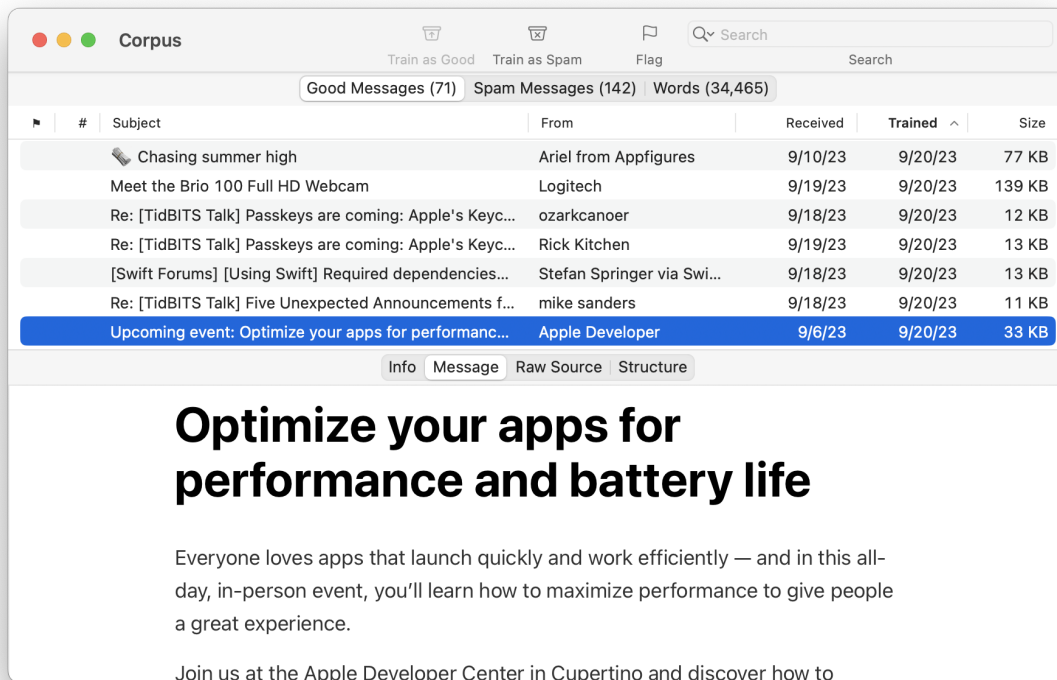 Corpus
Train as Good Train as Spam Flag Search
Search
Good Messages (71) Spam Messages (142) Words (34,465)
# Subject From Received Trained Size
Chasing summer high Ariel from Appfigures 9/10/23 9/20/23 77 KB
Meet the Brio 100 Full HD Webcam Logitech 9/19/23 9/20/23 139 KB
Re: [TidBITS Talk] Passkeys are coming: Apple's Keyc... ozarkcanoer 9/18/23 9/20/23 12 KB
Re: [TidBITS Talk] Passkeys are coming: Apple's Keyc... Rick Kitchen 9/19/23 9/20/23 13 KB
[Swift Forums] [Using Swift] Required dependencies... Stefan Springer via Swi... 9/18/23 9/20/23 13 KB
Re: [TidBITS Talk] Five Unexpected Announcements f... mike sanders 9/18/23 9/20/23 11 KB
Upcoming event: Optimize your apps for performanc... Apple Developer 9/6/23 9/20/23 33 KB
Info Message Raw Source Structure
Optimize your apps for
performance and battery life
Everyone loves apps that launch quickly and work efficiently — and in this all-
day, in-person event, you’ll learn how to maximize performance to give people
a great experience.
Join us at the Apple Developer Center in Cupertino and discover how to